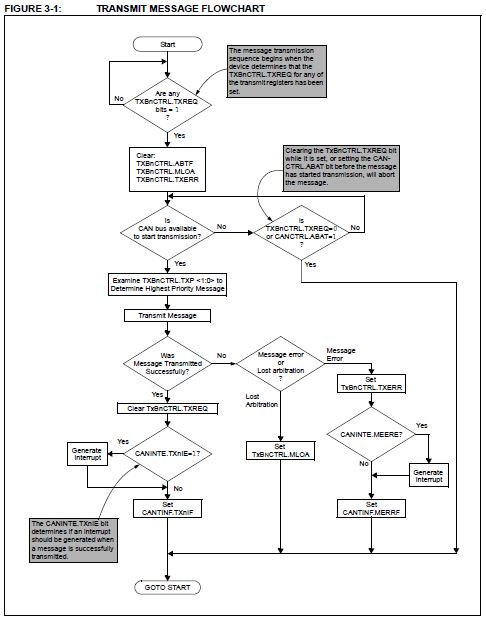 FIGURE 3-1: TRANSMIT MESSAGE FLOWCHART
Start
The message transmission
sequence begins when the
device determines that the
TXBnCTRL.TXREQ for any of
the transmit registers has been
set.
Are any
TXBnCTRL.TXREQ
bits = 1
?
No
Yes
Clear:
TXBnCTRL.ABTF
TXBnCTRL.MLOA
TXBnCTRL.TXERR
Clearing the TxBnCTRL.TXREQ bit
while it is set, or setting the CAN-
CTRL.ABAT bit before the message
has started transmission, will abort
the message.
Is
CAN bus available
to start transmission?
No
Is
TXBnCTRL.TXREQ=0
or CANCTRL.ABAT=1
?
No
Yes
Yes
Examine TXBnCTRL.TXP <1:0> to
Determine Highest Priority Message
Transmit Message
Was
Message Transmitted
Successfully?
No
Message error
or
Lost arbitration
?
Message
Error
Set
TxBnCTRL.TXERR
Yes
Lost
Arbitration
Clear TxBnCTRL.TXREQ
CANINTE.MEERE?
Yes
No
Generate
Interrupt
Yes
CANINTE.TXnIE=1?
Set
TxBNCTRL.MLOA
Generate
Interrupt
No
Set
CANTINF.TXnIF
Set
CANTINF.MERRF
The CANINTE.TXnIE bit
determines if an interrupt
should be generated when
a message is successfully
transmitted.
GOTO START